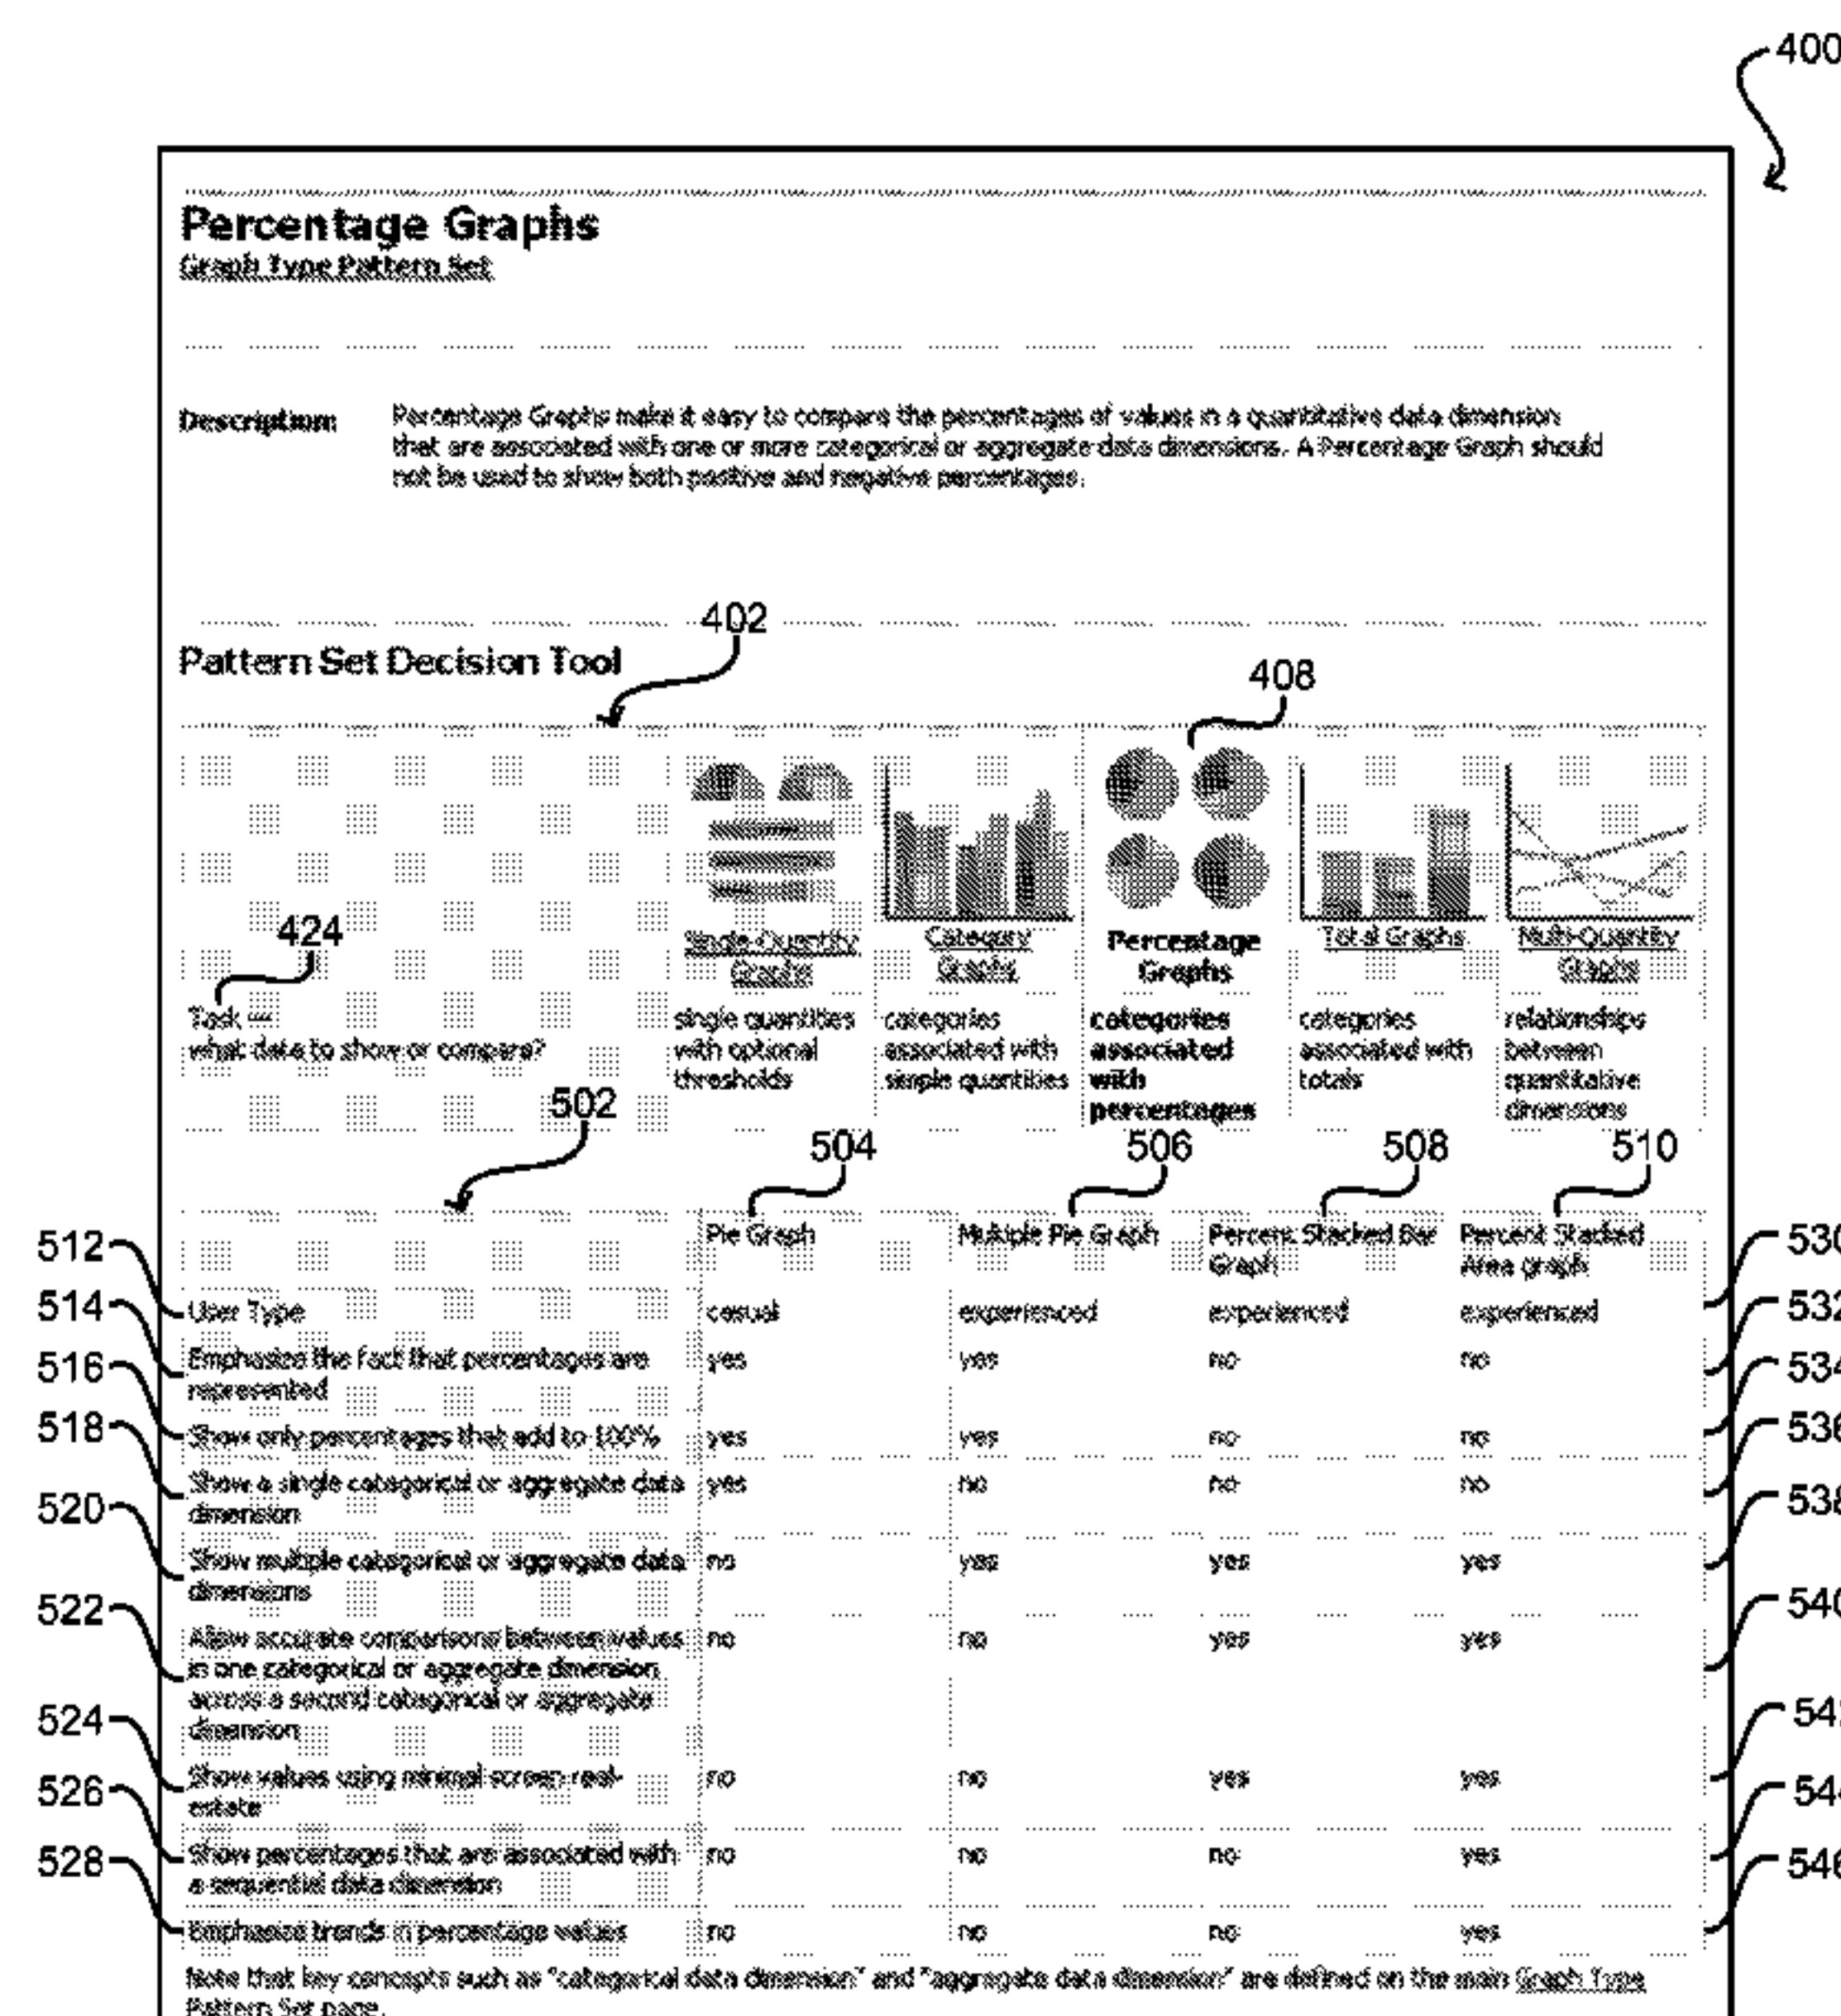 400
Percentage Graphs
Graph Type Pattern Set
Description Percentage Graphs make it easy to compare the percentages of values in a quantitative data dimension
that are associated with one or more categorical or aggregate data dimensions. A Percentage Graph should
not be used to show both positive and negative percentages.
402
Pattern Set Decision Tool
408
424
Single-Quantity Category Percentage Total Graphs Multi-Quantity
Graphs Graphs Graphs Graphs
Task — single quantities categories categories categories relationships
what data to show or compare? with optional associated with associated associated with between
thresholds simple quantities with totals quantitative
percentages dimensions
502
504 506 508 510
Pie Graph Multiple Pie Graph Percent Stacked Bar Percent Stacked
Graph Area graph
512 User Type casual experienced experienced experienced 530
514 Emphasize the fact that percentages are yes yes no no 532
represented
516 Show only percentages that add to 100% yes yes no no 534
518 Show a single categorical or aggregate data yes no no no 536
dimension
520 Show multiple categorical or aggregate data no yes yes yes 538
dimensions
522 Allow accurate comparisons between values no no yes yes 540
in one categorical or aggregate dimension
across a second categorical or aggregate
dimension
524 Show values using minimal screen real- no no yes yes 542
estate
526 Show percentages that are associated with no no no yes 544
a sequential data dimension
528 Emphasize trends in percentage values no no no yes 546
Note that key concepts such as "categorical data dimension" and "aggregate data dimension" are defined on the main Graph Type
Pattern Set page.